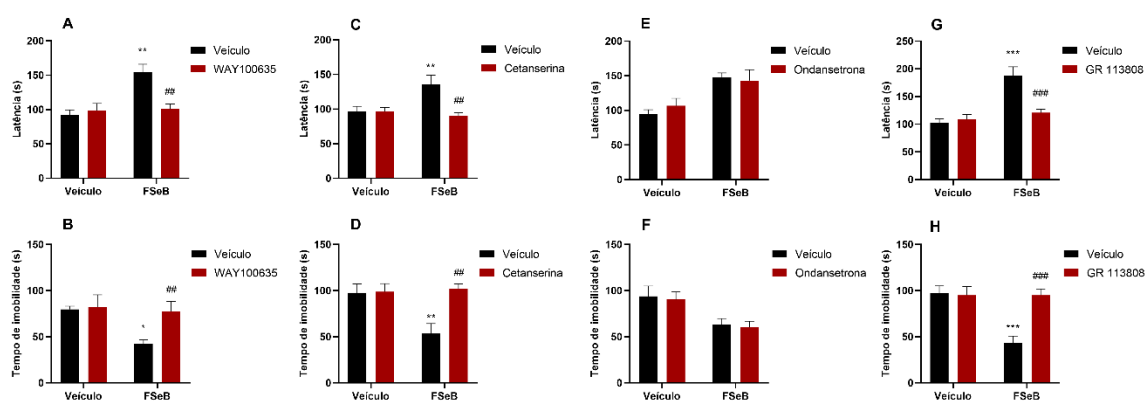 A
Latência (s)
200
150
100
50
0
**
##
Veículo
WAY100635
Veículo
FSeB
C
Latência (s)
200
150
100
50
0
**
##
Veículo
Cetanserina
Veículo
FSeB
E
Latência (s)
200
150
100
50
0
Veículo
Ondansetrona
Veículo
FSeB
G
Latência (s)
250
200
150
100
50
0
***
###
Veículo
GR 113808
Veículo
FSeB
B
Tempo de imobilidade (s)
150
100
50
0
*
##
Veículo
WAY100635
Veículo
FSeB
D
Tempo de imobilidade (s)
150
100
50
0
**
##
Veículo
Cetanserina
Veículo
FSeB
F
Tempo de imobilidade (s)
150
100
50
0
Veículo
Ondansetrona
Veículo
FSeB
H
Tempo de imobilidade (s)
150
100
50
0
***
###
Veículo
GR 113808
Veículo
FSeB